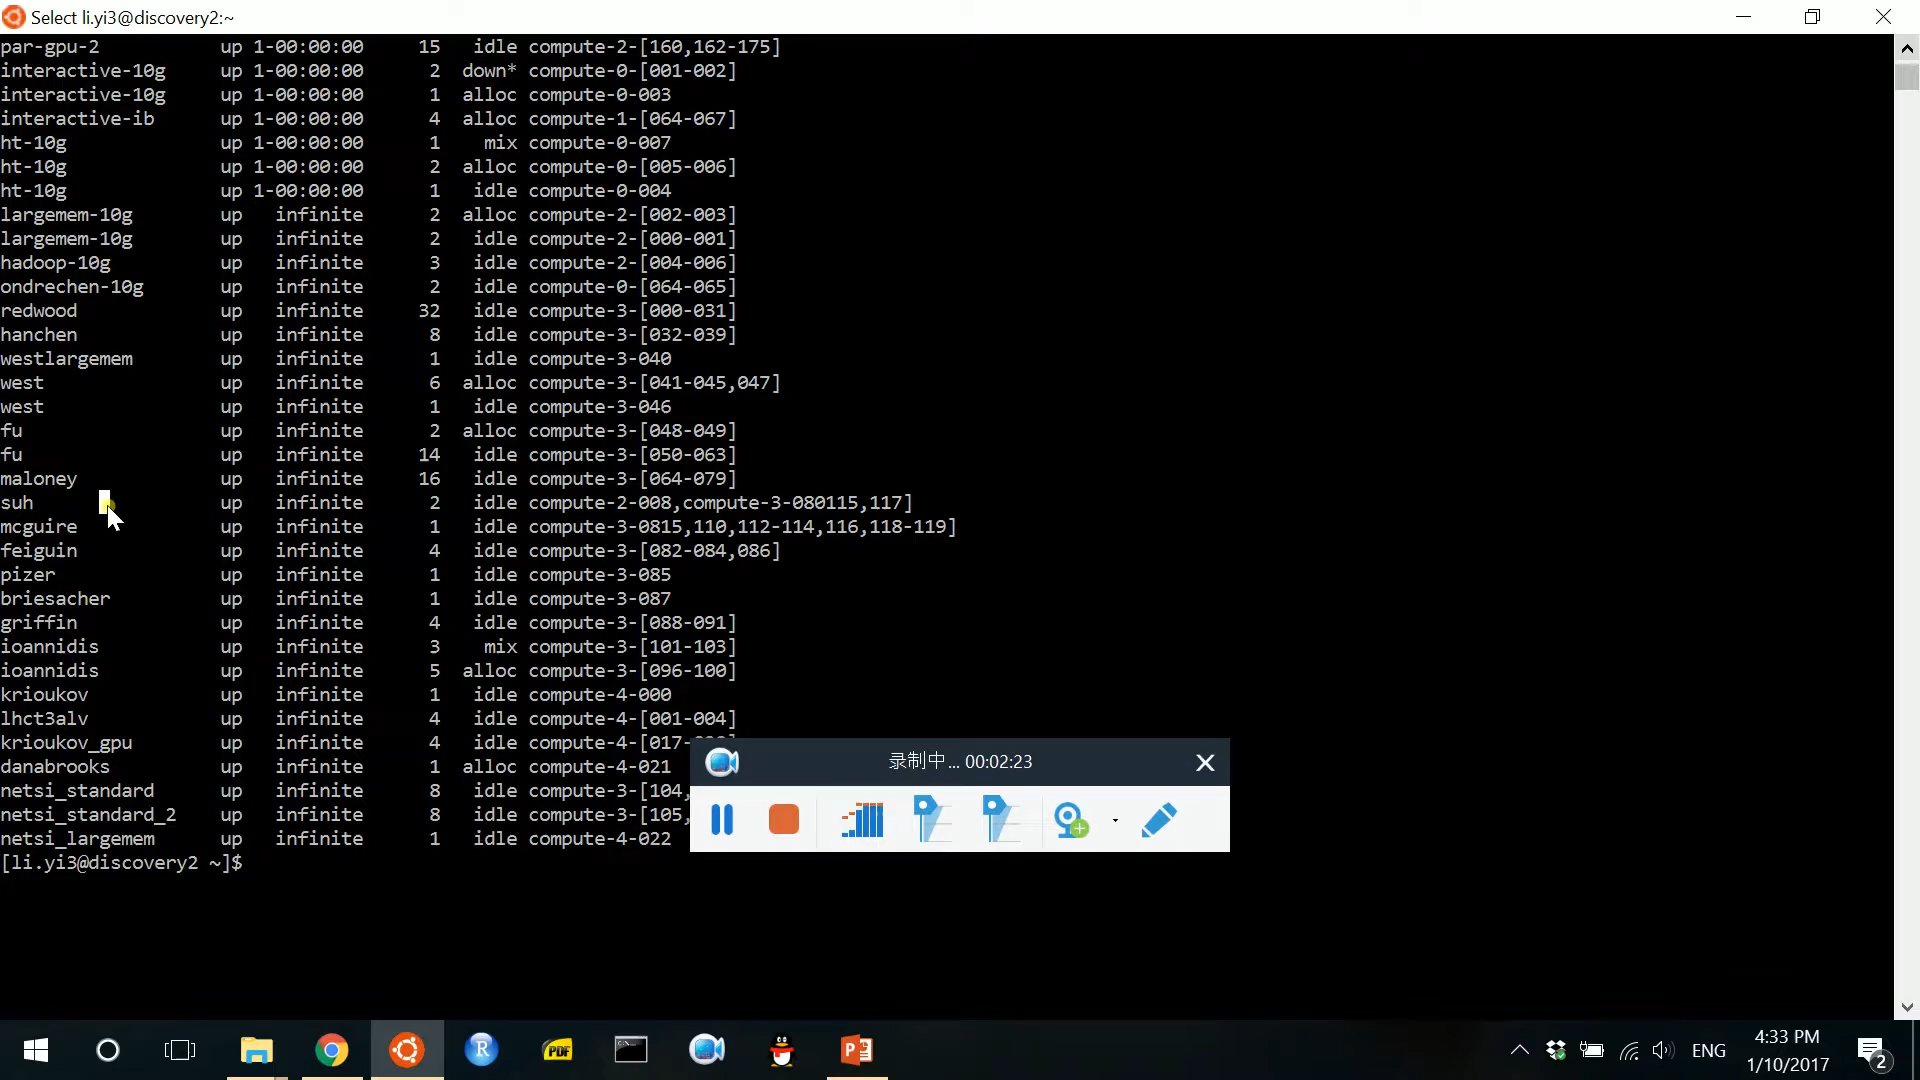 Select li.yi3@discovery2:~
par-gpu-2 up 1-00:00:00 15 idle compute-2-[160,162-175]
interactive-10g up 1-00:00:00 2 down* compute-0-[001-002]
interactive-10g up 1-00:00:00 1 alloc compute-0-003
interactive-ib up 1-00:00:00 4 alloc compute-1-[064-067]
ht-10g up 1-00:00:00 1 mix compute-0-007
ht-10g up 1-00:00:00 2 alloc compute-0-[005-006]
ht-10g up 1-00:00:00 1 idle compute-0-004
largemem-10g up infinite 2 alloc compute-2-[002-003]
largemem-10g up infinite 2 idle compute-2-[000-001]
hadoop-10g up infinite 3 idle compute-2-[004-006]
ondrechen-10g up infinite 2 idle compute-0-[064-065]
redwood up infinite 32 idle compute-3-[000-031]
hanchen up infinite 8 idle compute-3-[032-039]
westlargemem up infinite 1 idle compute-3-040
west up infinite 6 alloc compute-3-[041-045,047]
west up infinite 1 idle compute-3-046
fu up infinite 2 alloc compute-3-[048-049]
fu up infinite 14 idle compute-3-[050-063]
maloney up infinite 16 idle compute-3-[064-079]
suh up infinite 2 idle compute-2-008,compute-3-080115,117]
mcguire up infinite 1 idle compute-3-0815,110,112-114,116,118-119]
feiguin up infinite 4 idle compute-3-[082-084,086]
pizer up infinite 1 idle compute-3-085
briesacher up infinite 1 idle compute-3-087
griffin up infinite 4 idle compute-3-[088-091]
ioannidis up infinite 3 mix compute-3-[101-103]
ioannidis up infinite 5 alloc compute-3-[096-100]
krioukov up infinite 1 idle compute-4-000
lhct3alv up infinite 4 idle compute-4-[001-004]
krioukov_gpu up infinite 4 idle compute-4-[017-
danabrooks up infinite 1 alloc compute-4-021
netsi_standard up infinite 8 idle compute-3-[104,
netsi_standard_2 up infinite 8 idle compute-3-[105,
netsi_largemem up infinite 1 idle compute-4-022
[li.yi3@discovery2 ~]$
录制中... 00:02:23
R
PDF
P
ENG
4:33 PM
1/10/2017
2